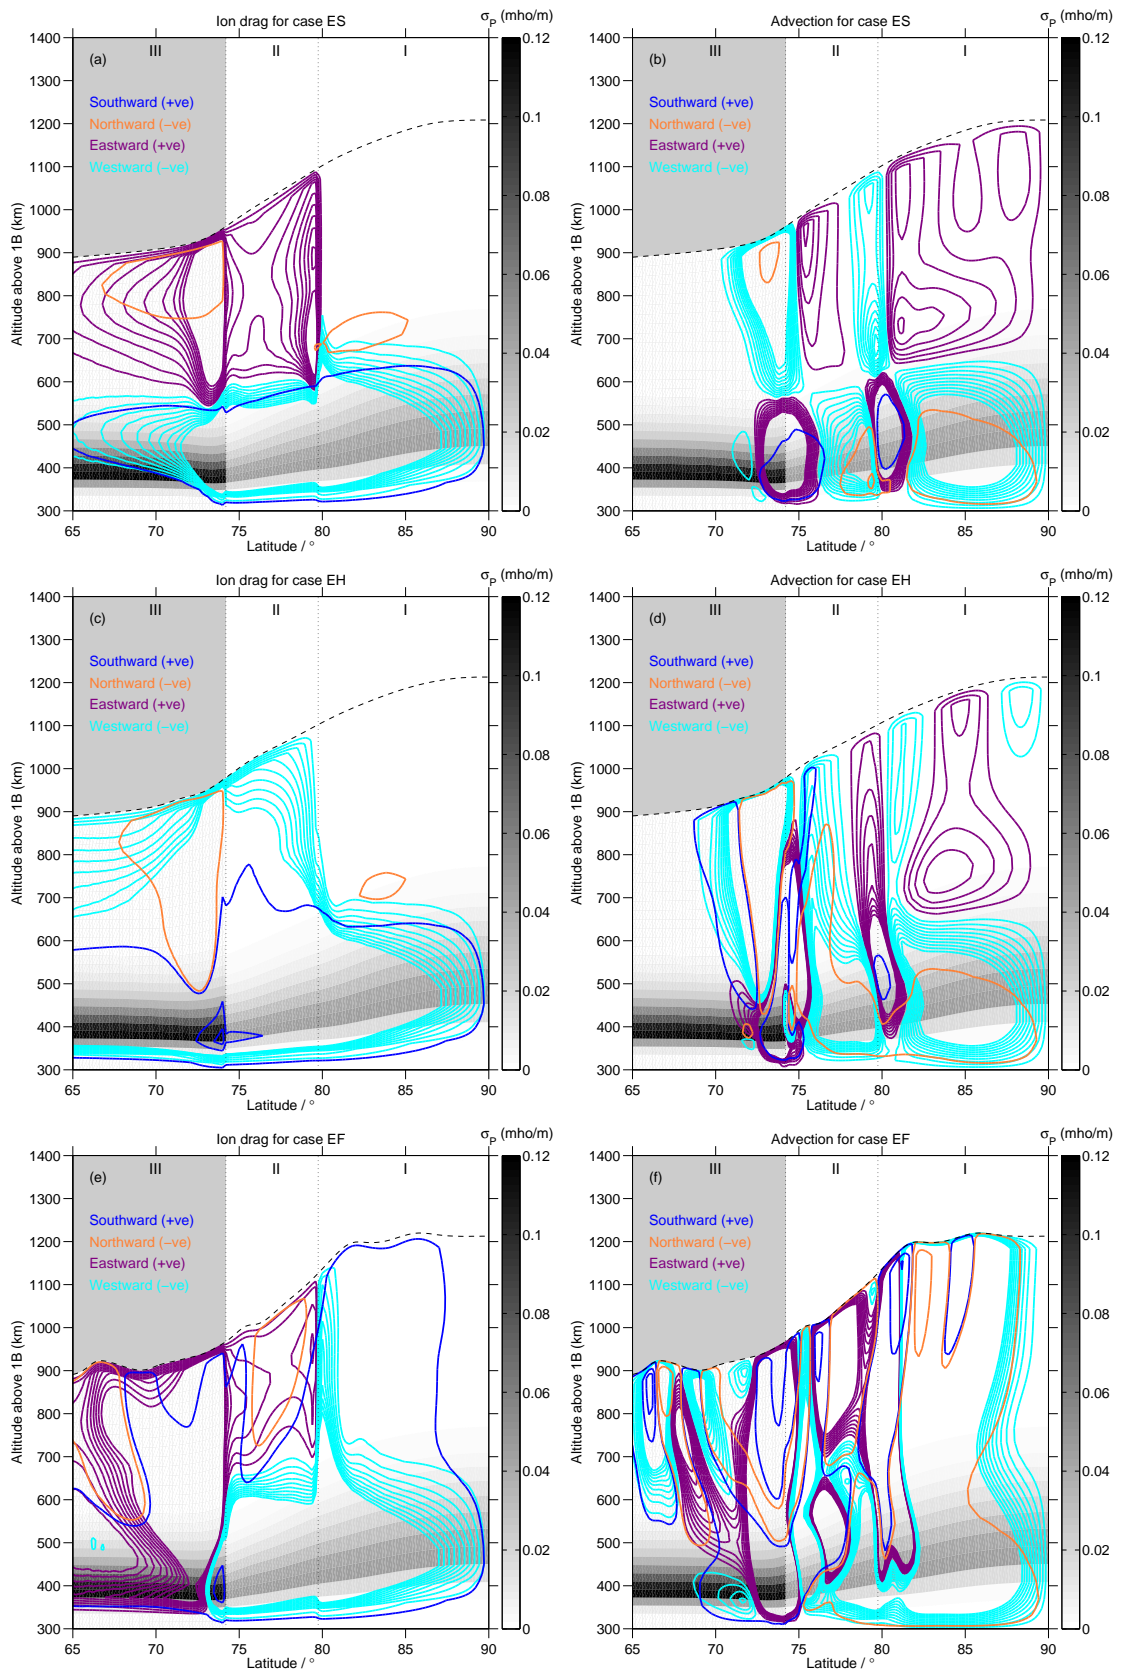 Ion drag for case ES
σP (mho/m)
(a)
III
II
I
Southward (+ve)
Northward (−ve)
Eastward (+ve)
Westward (−ve)
1400
1300
1200
1100
1000
900
800
700
600
500
400
300
Altitude above 1B (km)
65
70
75
80
85
90
Latitude / °
0.12
0.1
0.08
0.06
0.04
0.02
0
Advection for case ES
σP (mho/m)
(b)
III
II
I
Southward (+ve)
Northward (−ve)
Eastward (+ve)
Westward (−ve)
1400
1300
1200
1100
1000
900
800
700
600
500
400
300
Altitude above 1B (km)
65
70
75
80
85
90
Latitude / °
0.12
0.1
0.08
0.06
0.04
0.02
0
Ion drag for case EH
σP (mho/m)
(c)
III
II
I
Southward (+ve)
Northward (−ve)
Eastward (+ve)
Westward (−ve)
1400
1300
1200
1100
1000
900
800
700
600
500
400
300
Altitude above 1B (km)
65
70
75
80
85
90
Latitude / °
0.12
0.1
0.08
0.06
0.04
0.02
0
Advection for case EH
σP (mho/m)
(d)
III
II
I
Southward (+ve)
Northward (−ve)
Eastward (+ve)
Westward (−ve)
1400
1300
1200
1100
1000
900
800
700
600
500
400
300
Altitude above 1B (km)
65
70
75
80
85
90
Latitude / °
0.12
0.1
0.08
0.06
0.04
0.02
0
Ion drag for case EF
σP (mho/m)
(e)
III
II
I
Southward (+ve)
Northward (−ve)
Eastward (+ve)
Westward (−ve)
1400
1300
1200
1100
1000
900
800
700
600
500
400
300
Altitude above 1B (km)
65
70
75
80
85
90
Latitude / °
0.12
0.1
0.08
0.06
0.04
0.02
0
Advection for case EF
σP (mho/m)
(f)
III
II
I
Southward (+ve)
Northward (−ve)
Eastward (+ve)
Westward (−ve)
1400
1300
1200
1100
1000
900
800
700
600
500
400
300
Altitude above 1B (km)
65
70
75
80
85
90
Latitude / °
0.12
0.1
0.08
0.06
0.04
0.02
0